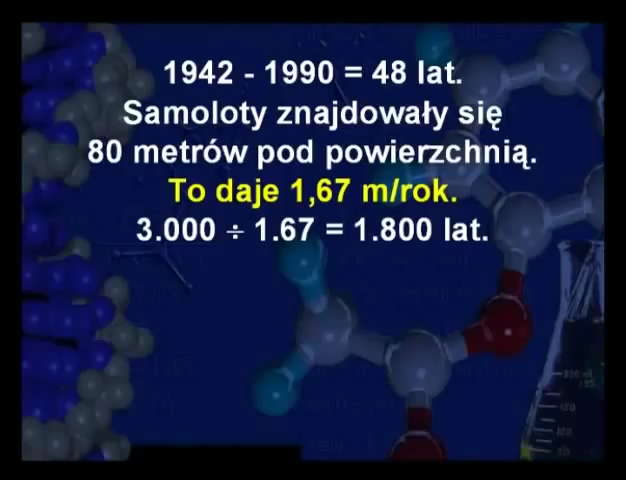 1942 - 1990 = 48 lat.
Samoloty znajdowały się
80 metrów pod powierzchnią.
To daje 1,67 m/rok.
3.000 ÷ 1.67 = 1.800 lat.